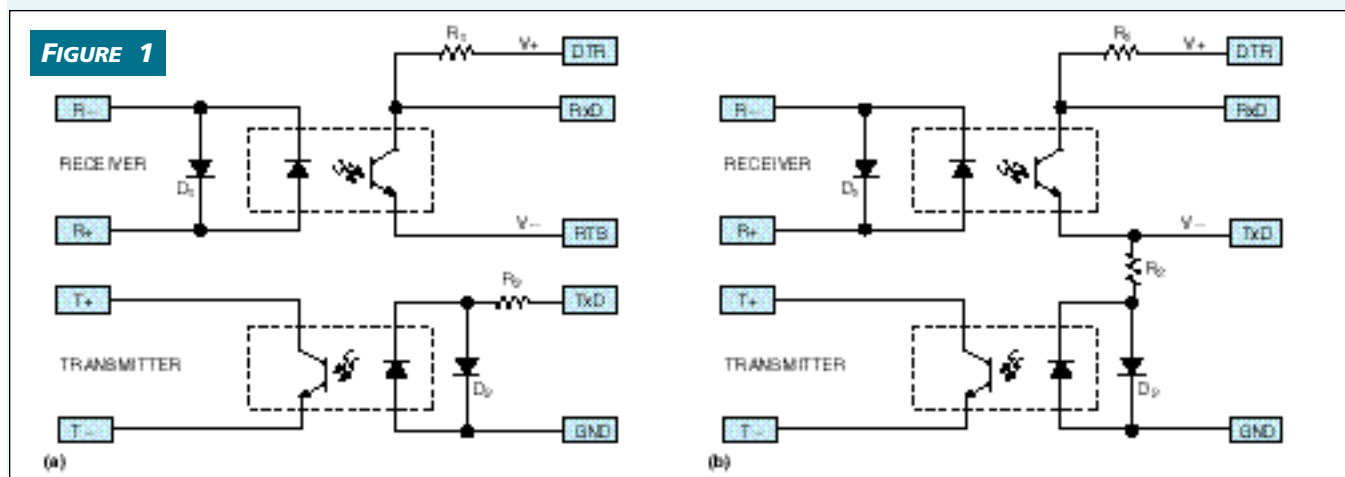 FIGURE 1
R₁
V+
DTR
R−
RxD
RECEIVER
D₁
R+
V−
RTS
R₂
T+
TxD
TRANSMITTER
D₂
T−
GND
(a)
R₁
V+
DTR
R−
RxD
RECEIVER
D₁
R+
V−
TxD
R₂
T+
TRANSMITTER
D₂
T−
GND
(b)